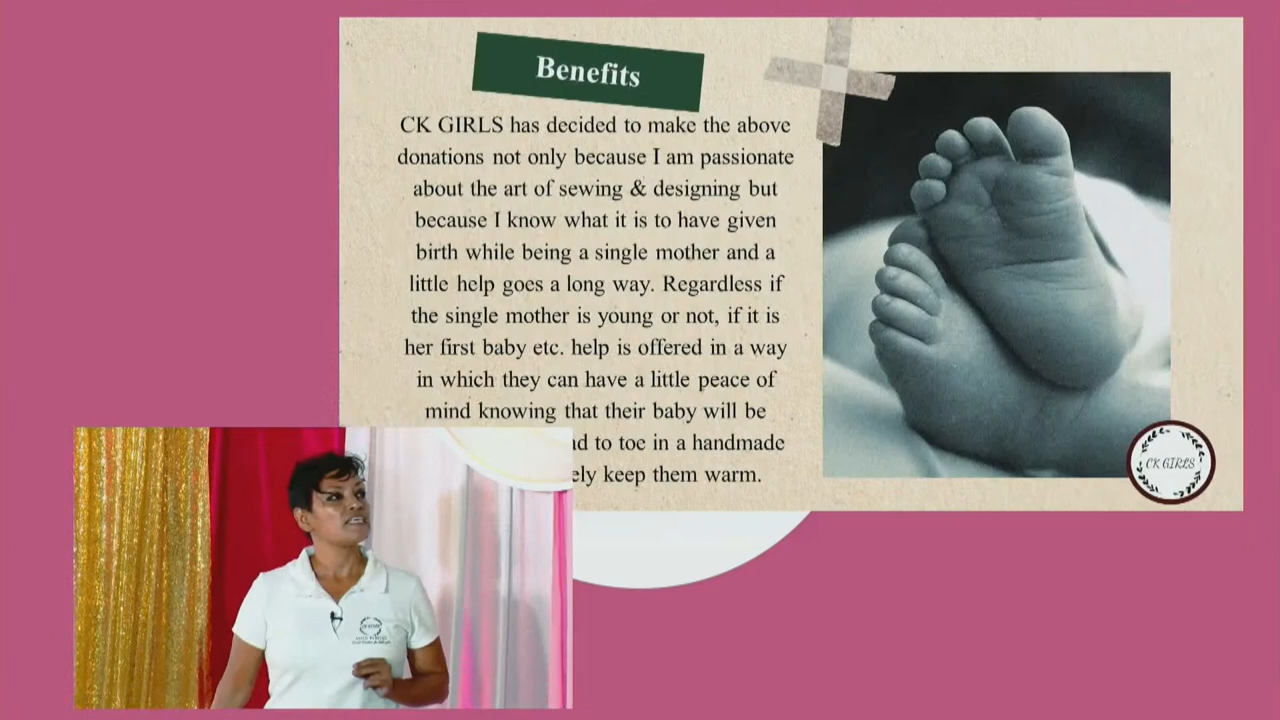 Benefits
CK GIRLS has decided to make the above
donations not only because I am passionate
about the art of sewing & designing but
because I know what it is to have given
birth while being a single mother and a
little help goes a long way. Regardless if
the single mother is young or not, if it is
her first baby etc. help is offered in a way
in which they can have a little peace of
mind knowing that their baby will be
to toe in a handmade
keep them warm.
CK GIRLS